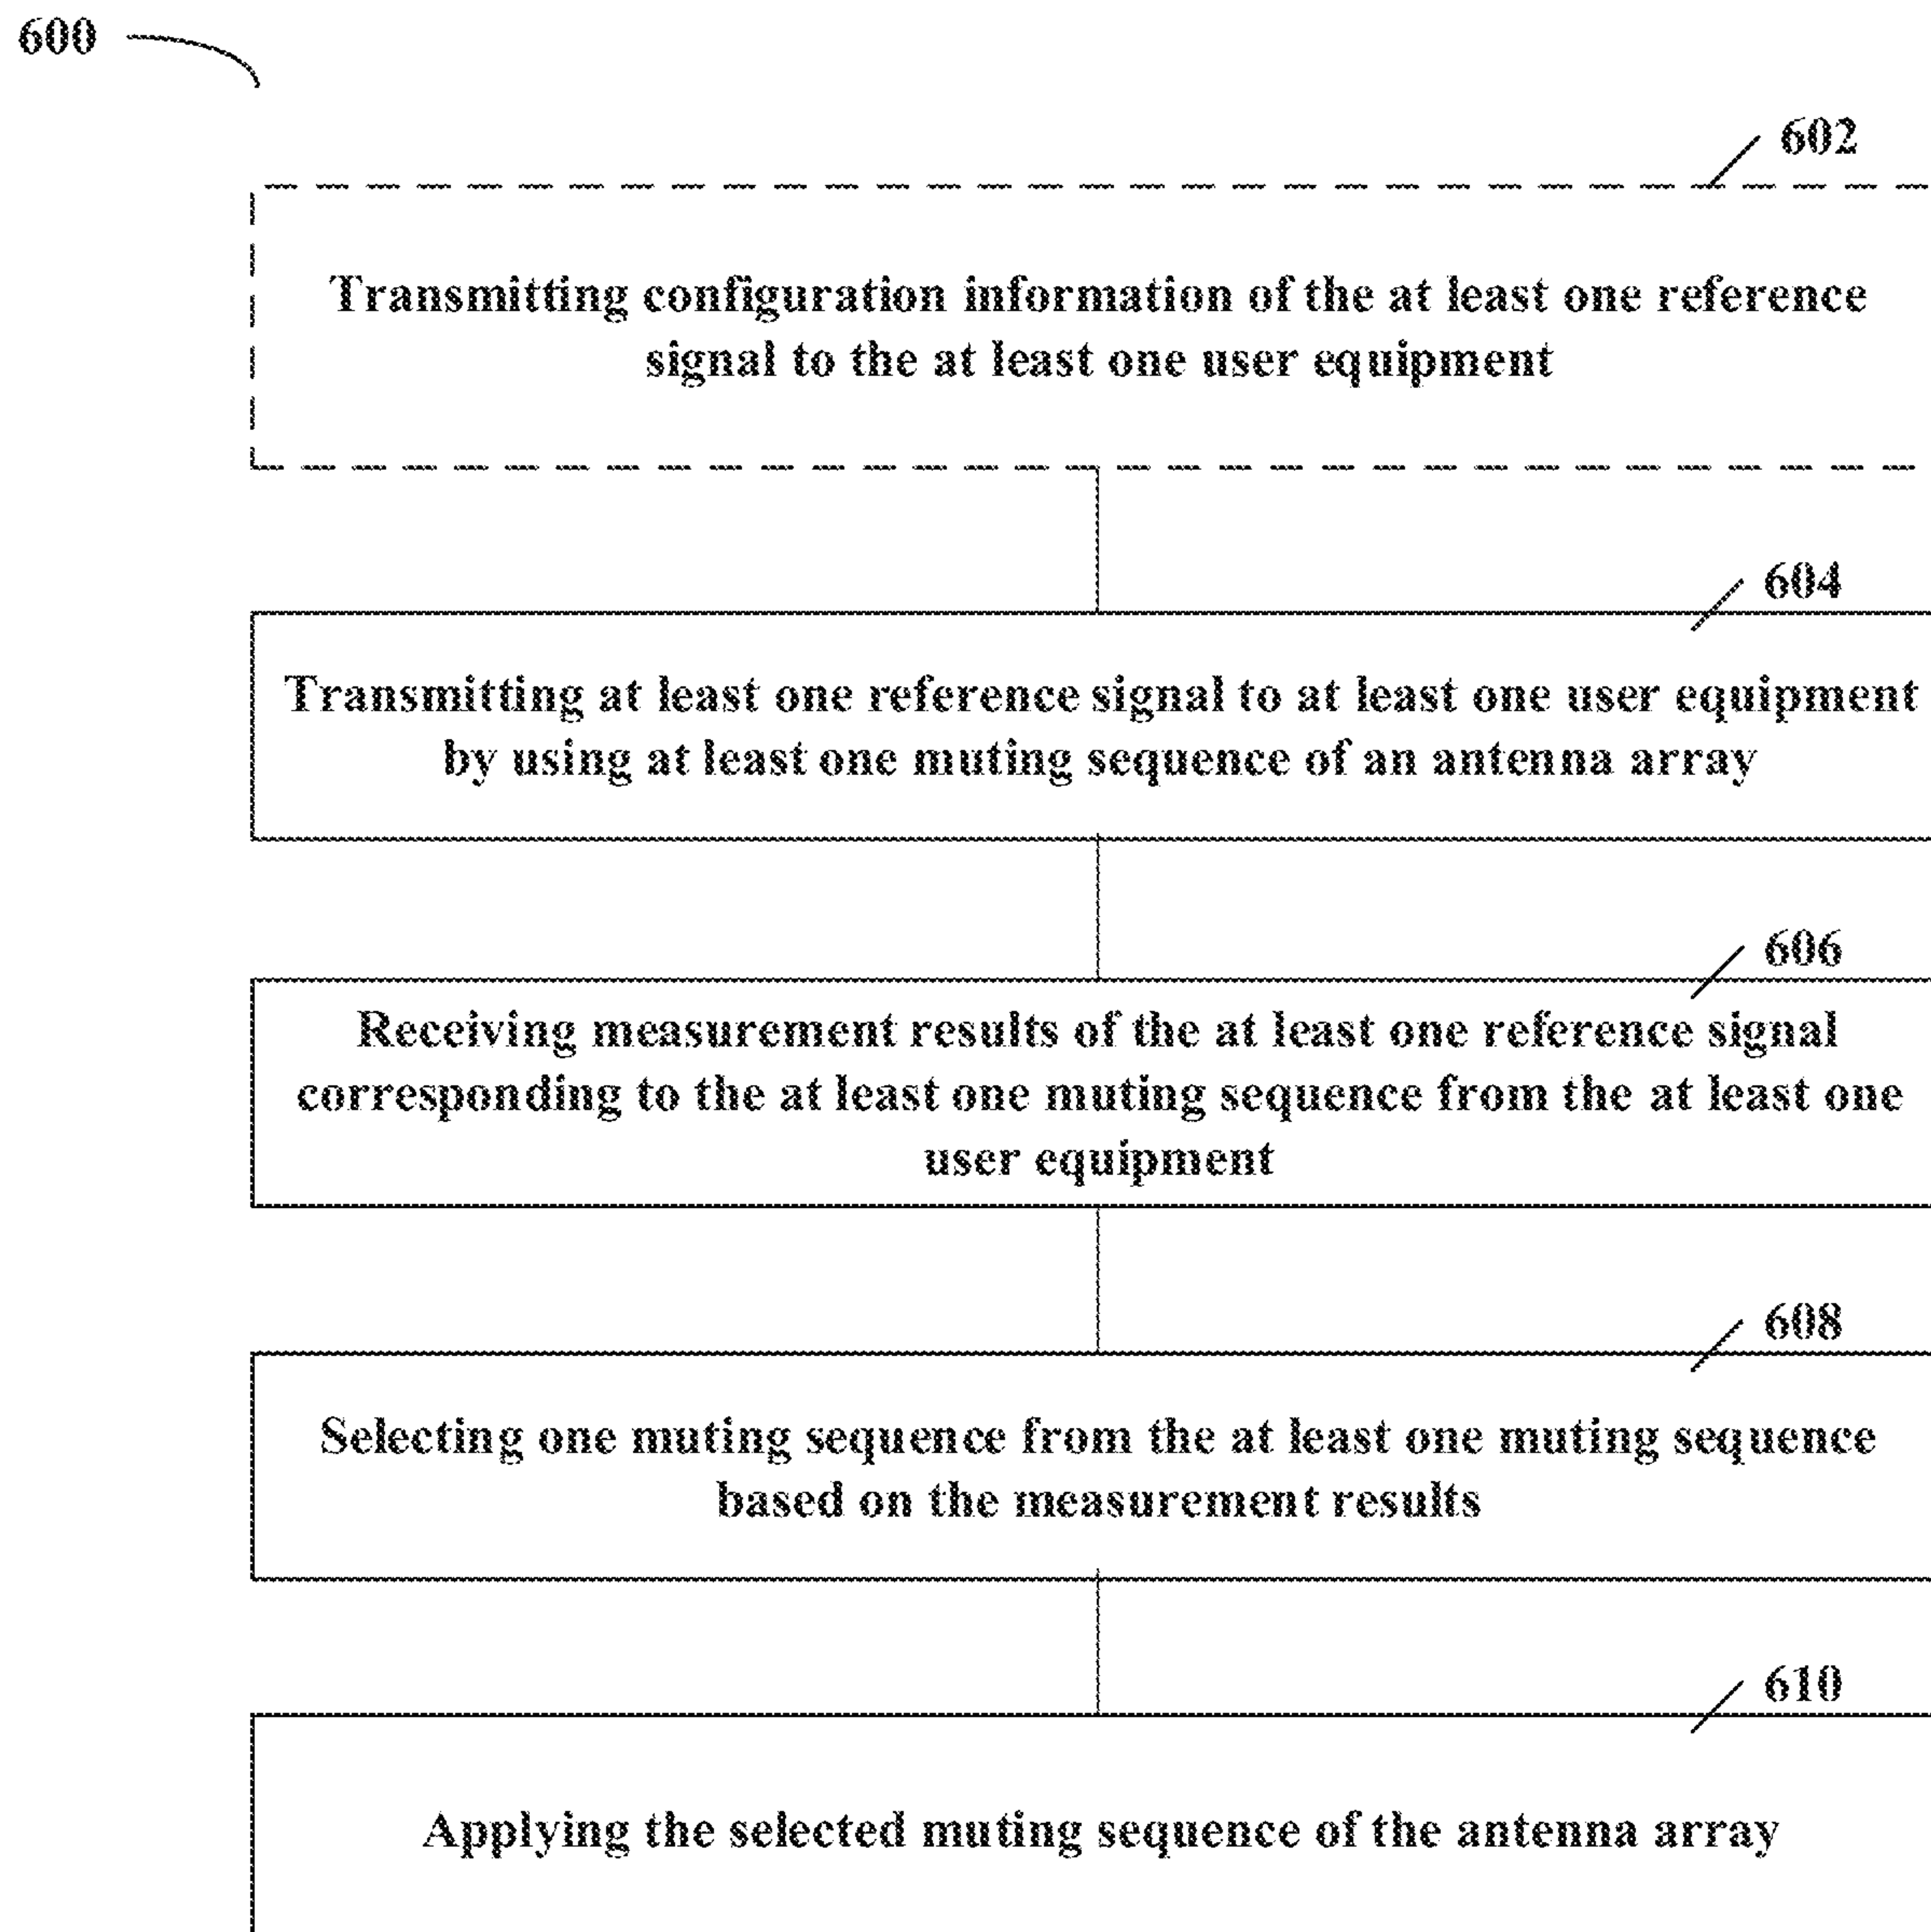 600
602
Transmitting configuration information of the at least one reference
signal to the at least one user equipment
604
Transmitting at least one reference signal to at least one user equipment
by using at least one muting sequence of an antenna array
606
Receiving measurement results of the at least one reference signal
corresponding to the at least one muting sequence from the at least one
user equipment
608
Selecting one muting sequence from the at least one muting sequence
based on the measurement results
610
Applying the selected muting sequence of the antenna array